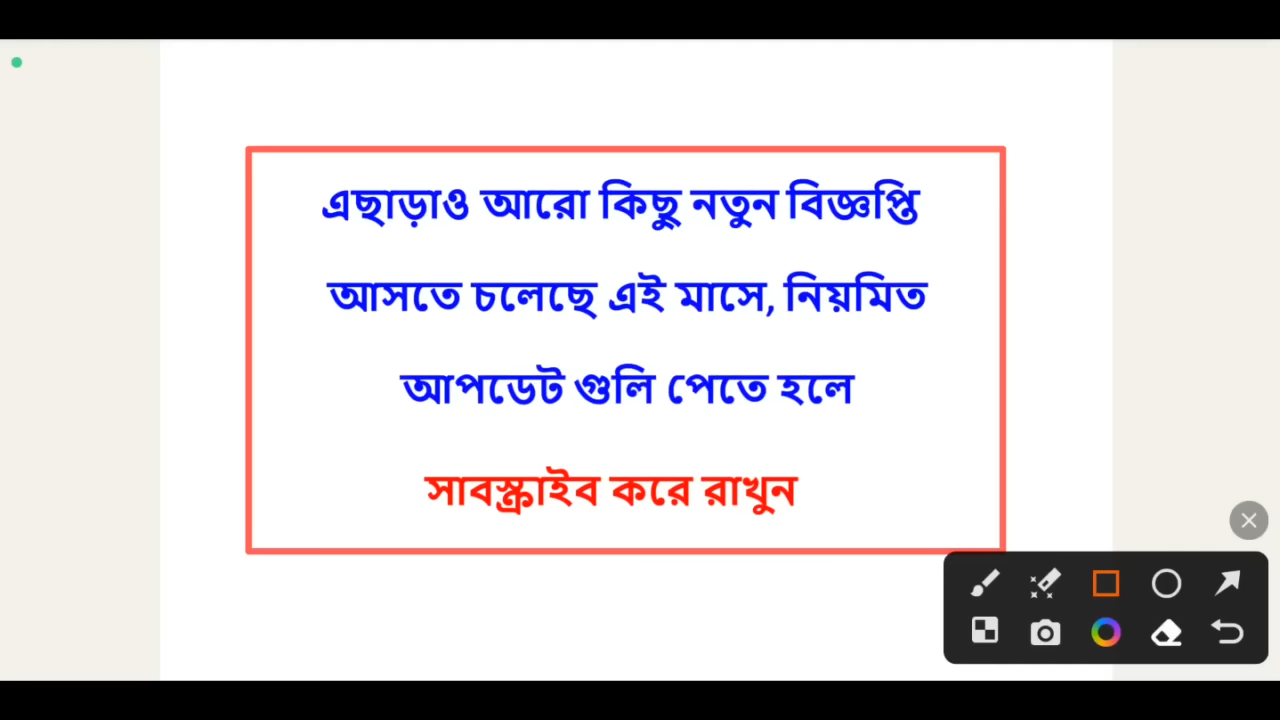 এছাড়াও আরো কিছু নতুন বিজ্ঞপ্তি
আসতে চলেছে এই মাসে, নিয়মিত
আপডেট গুলি পেতে হলে
সাবস্ক্রাইব করে রাখুন